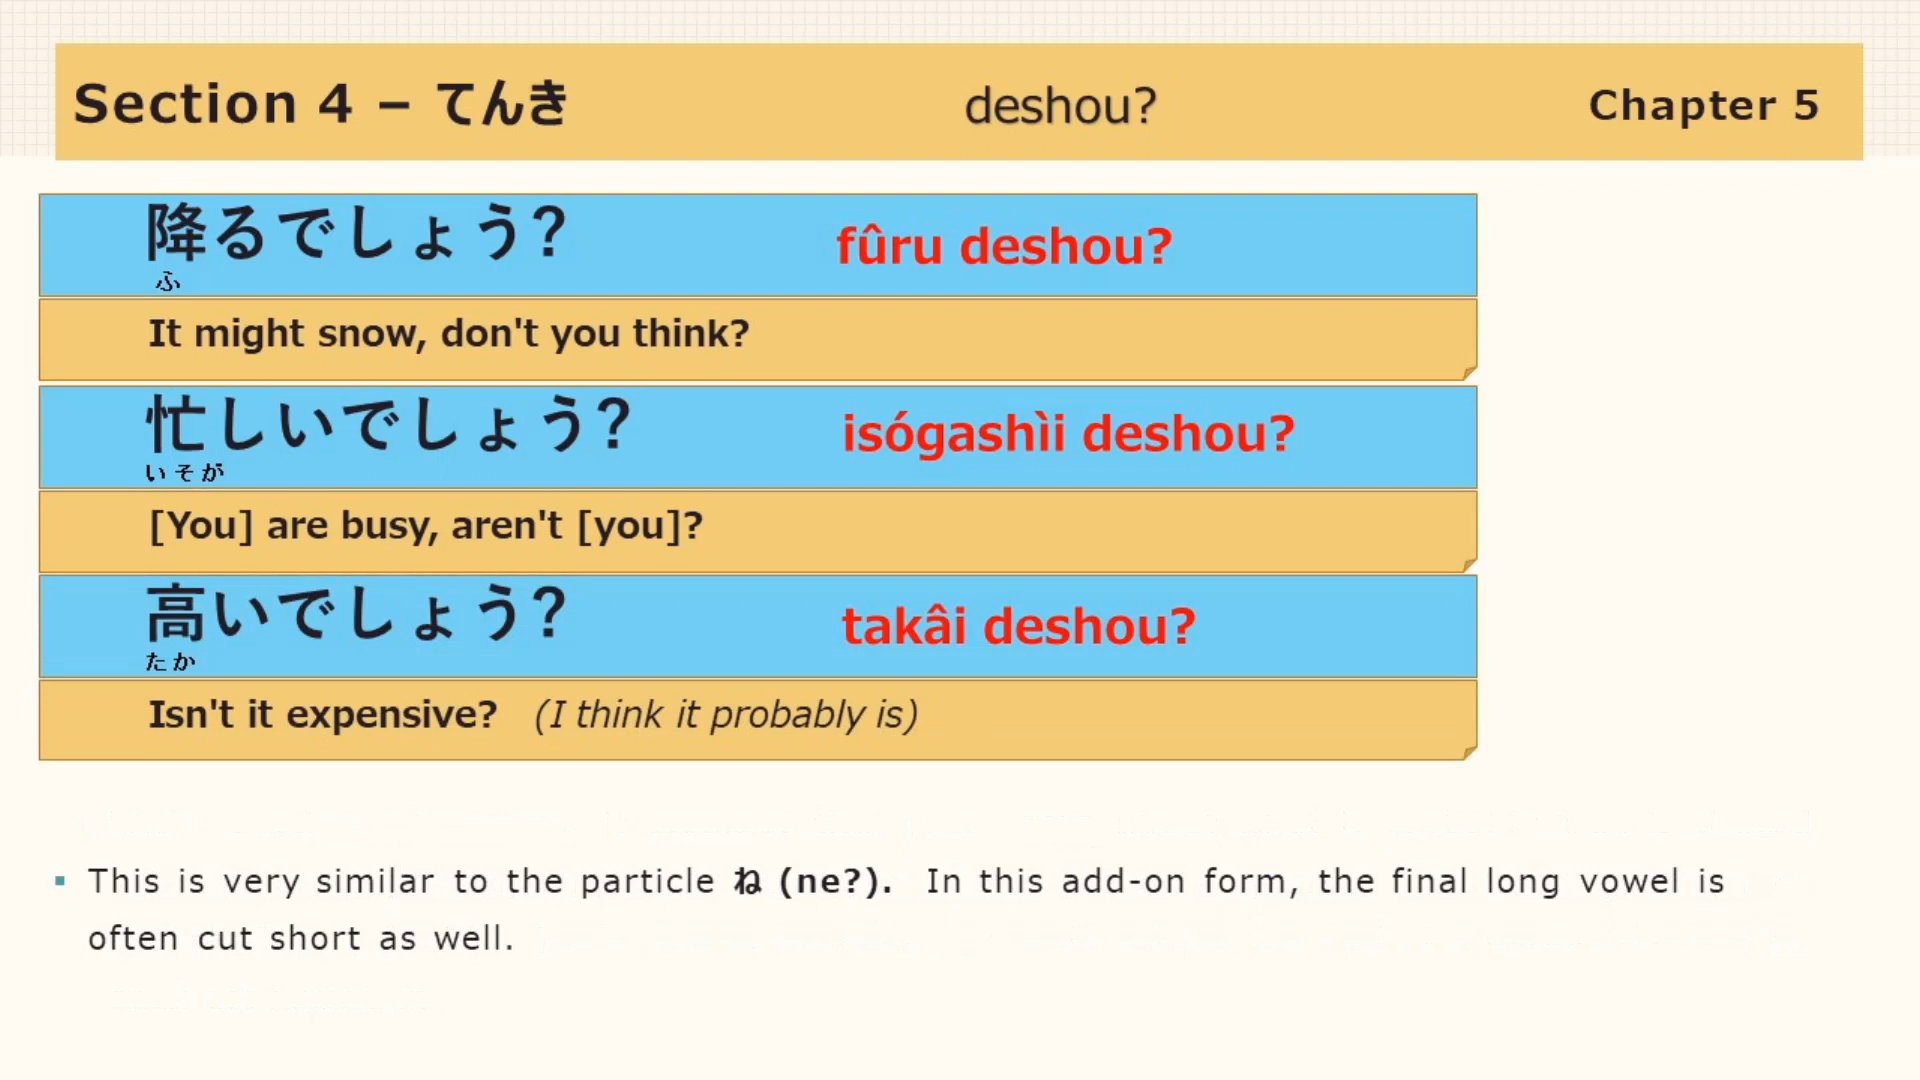 Section 4 – てんき
deshou?
Chapter 5
降るでしょう?
ふ
fûru deshou?
It might snow, don't you think?
忙しいでしょう?
いそが
isógashìi deshou?
[You] are busy, aren't [you]?
高いでしょう?
たか
takâi deshou?
Isn't it expensive? (I think it probably is)
▪ This is very similar to the particle ね (ne?). In this add-on form, the final long vowel is
often cut short as well.